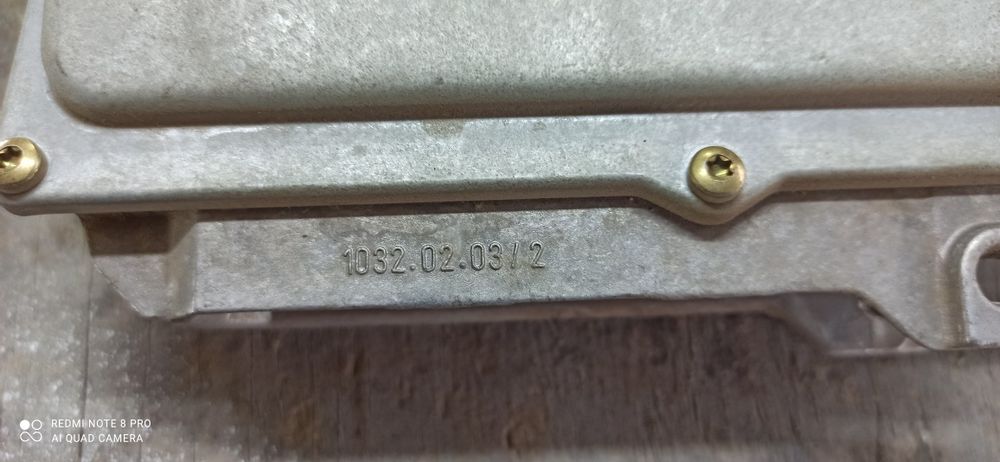 1032.02.03/2
REDMI NOTE 8 PRO
AI QUAD CAMERA